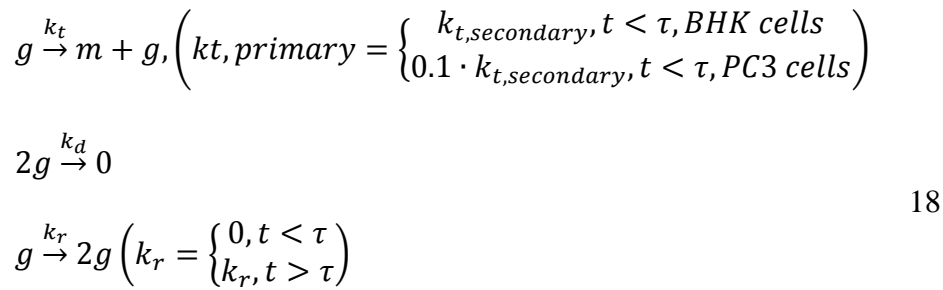 g →^{k_t} m + g, (kt, primary = { k_{t,secondary}, t < τ, BHK cells
0.1 · k_{t,secondary}, t < τ, PC3 cells)
2g →^{k_d} 0
18
g →^{k_r} 2g (k_r = { 0, t < τ
k_r, t > τ)